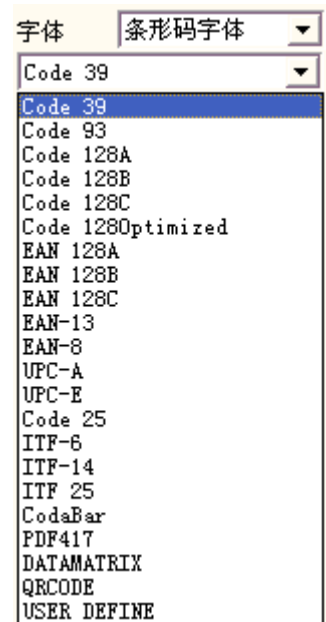 字体 条形码字体
Code 39
Code 39
Code 93
Code 128A
Code 128B
Code 128C
Code 128Optimized
EAN 128A
EAN 128B
EAN 128C
EAN-13
EAN-8
UPC-A
UPC-E
Code 25
ITF-6
ITF-14
ITF 25
CodaBar
PDF417
DATAMATRIX
QRCODE
USER DEFINE